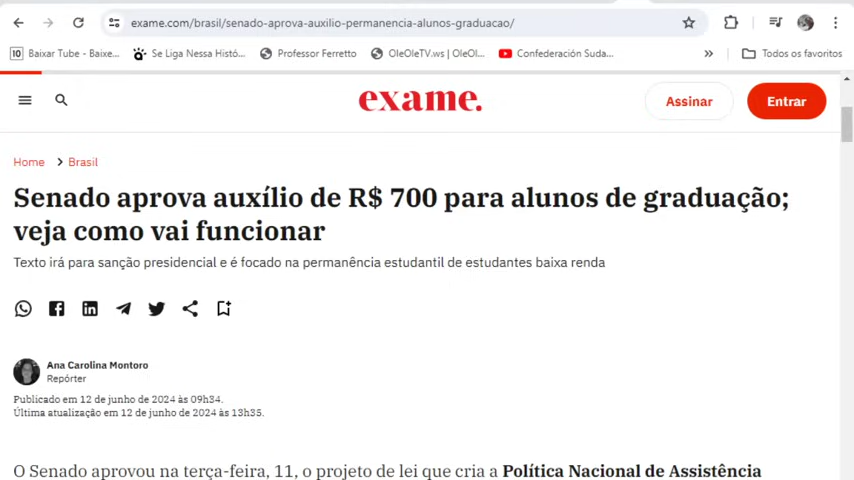 exame.com/brasil/senado-aprova-auxilio-permanencia-alunos-graduacao/
10 Baixar Tube - Baixe... Se Liga Nessa Histó... Professor Ferretto OleOleTV.ws | OleOl... Confederación Suda... » Todos os favoritos
exame. Assinar Entrar
Home > Brasil
Senado aprova auxílio de R$ 700 para alunos de graduação;
veja como vai funcionar
Texto irá para sanção presidencial e é focado na permanência estudantil de estudantes baixa renda
Ana Carolina Montoro
Repórter
Publicado em 12 de junho de 2024 às 09h34.
Última atualização em 12 de junho de 2024 às 13h35.
O Senado aprovou na terça-feira, 11, o projeto de lei que cria a Política Nacional de Assistência